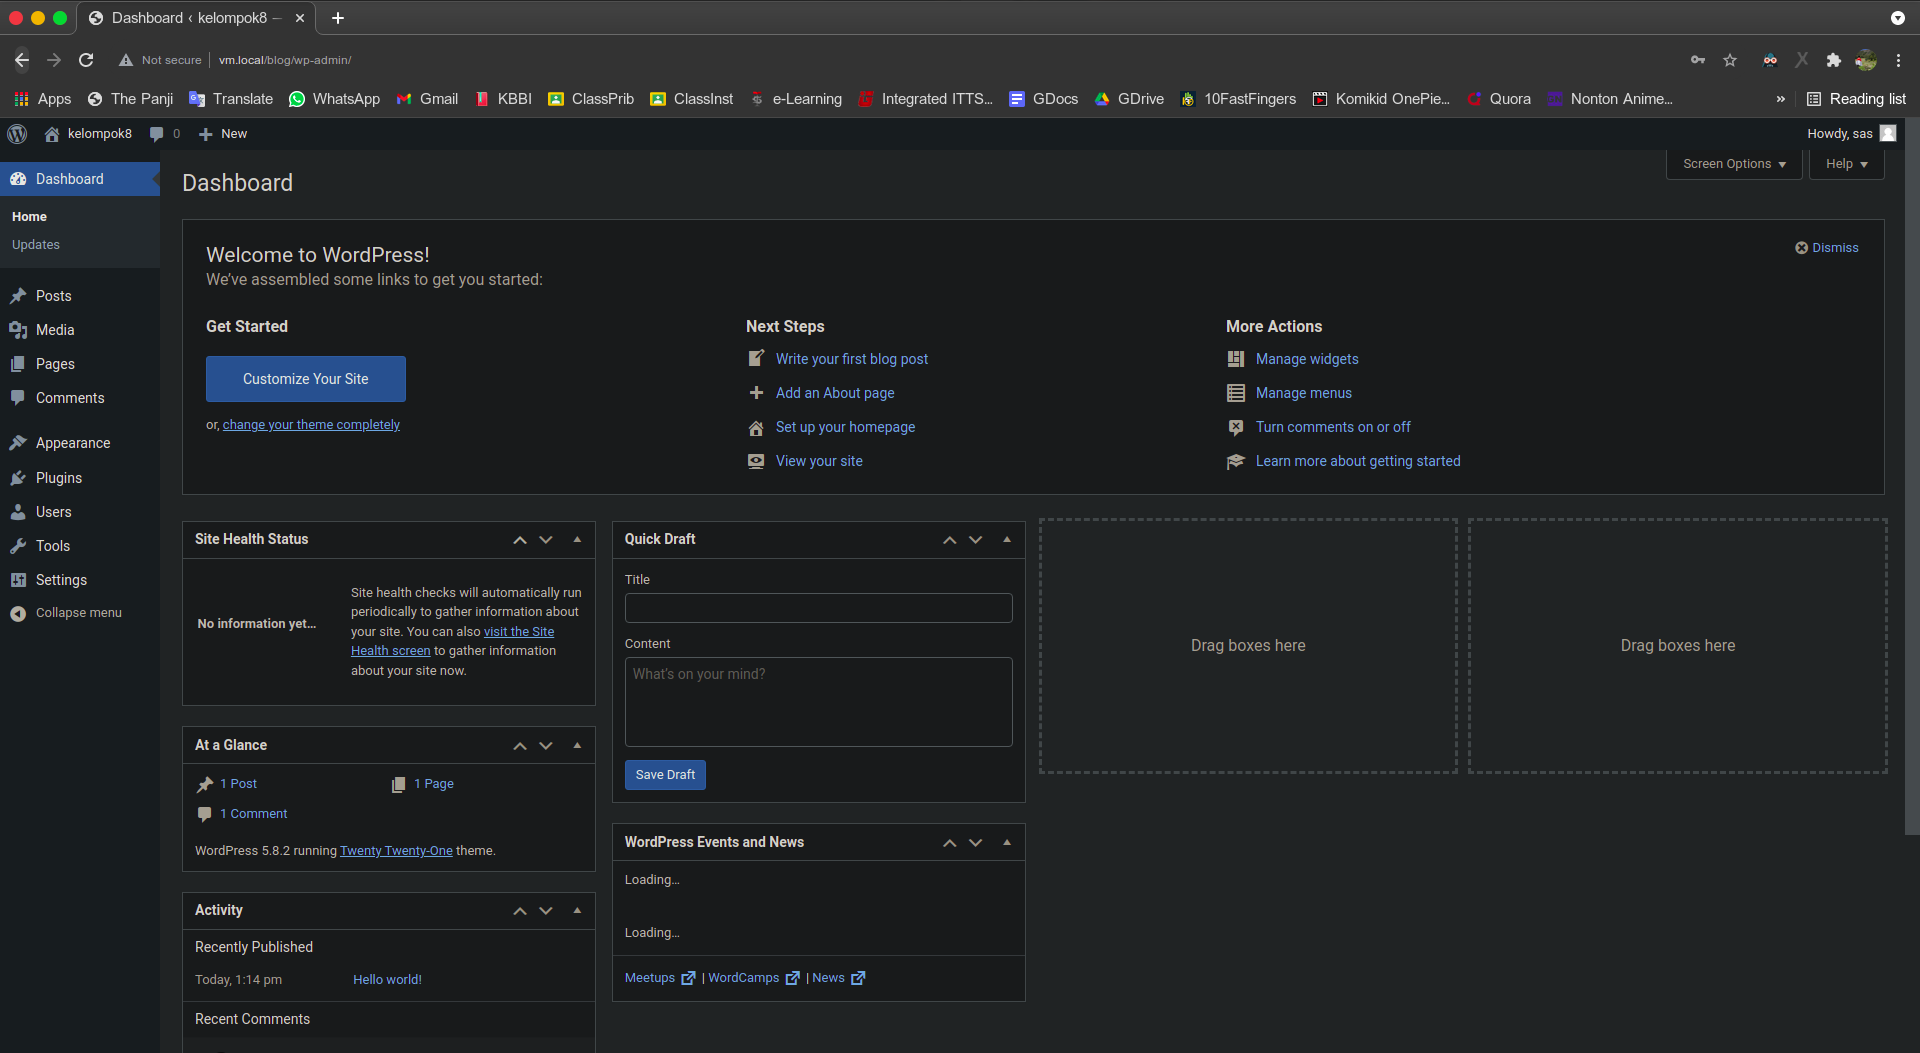 Dashboard ‹ kelompok8 —
Not secure | vm.local/blog/wp-admin/
Apps The Panji Translate WhatsApp Gmail KBBI ClassPrib ClassInst e-Learning Integrated ITTS... GDocs GDrive 10FastFingers Komikid OnePie... Quora Nonton Anime... » Reading list
kelompok8 0 New Howdy, sas
Screen Options Help
Dashboard
Home
Updates
Posts
Media
Pages
Comments
Appearance
Plugins
Users
Tools
Settings
Collapse menu
Dashboard
Welcome to WordPress!
Dismiss
We've assembled some links to get you started:
Get Started
Customize Your Site
or, change your theme completely
Next Steps
Write your first blog post
Add an About page
Set up your homepage
View your site
More Actions
Manage widgets
Manage menus
Turn comments on or off
Learn more about getting started
Site Health Status
No information yet...
Site health checks will automatically run
periodically to gather information about
your site. You can also visit the Site
Health screen to gather information
about your site now.
At a Glance
1 Post 1 Page
1 Comment
WordPress 5.8.2 running Twenty Twenty-One theme.
Activity
Recently Published
Today, 1:14 pm Hello world!
Recent Comments
Quick Draft
Title
Content
What's on your mind?
Save Draft
WordPress Events and News
Loading...
Loading...
Meetups | WordCamps | News
Drag boxes here
Drag boxes here